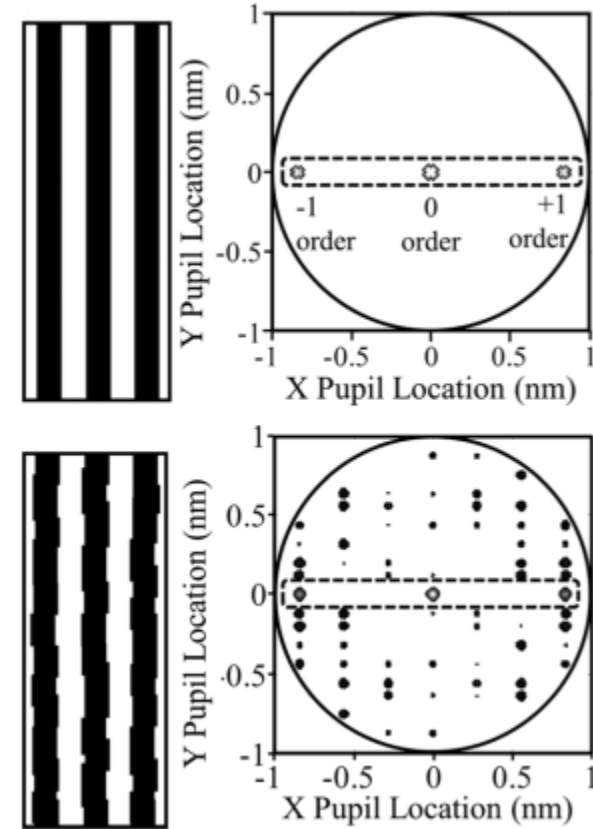 Y Pupil Location (nm)
1
0.5
0
-0.5
-1
-1 0 +1
order order order
-1 -0.5 0 0.5 1
X Pupil Location (nm)
Y Pupil Location (nm)
1
0.5
0
-0.5
-1
-1 -0.5 0 0.5 1
X Pupil Location (nm)